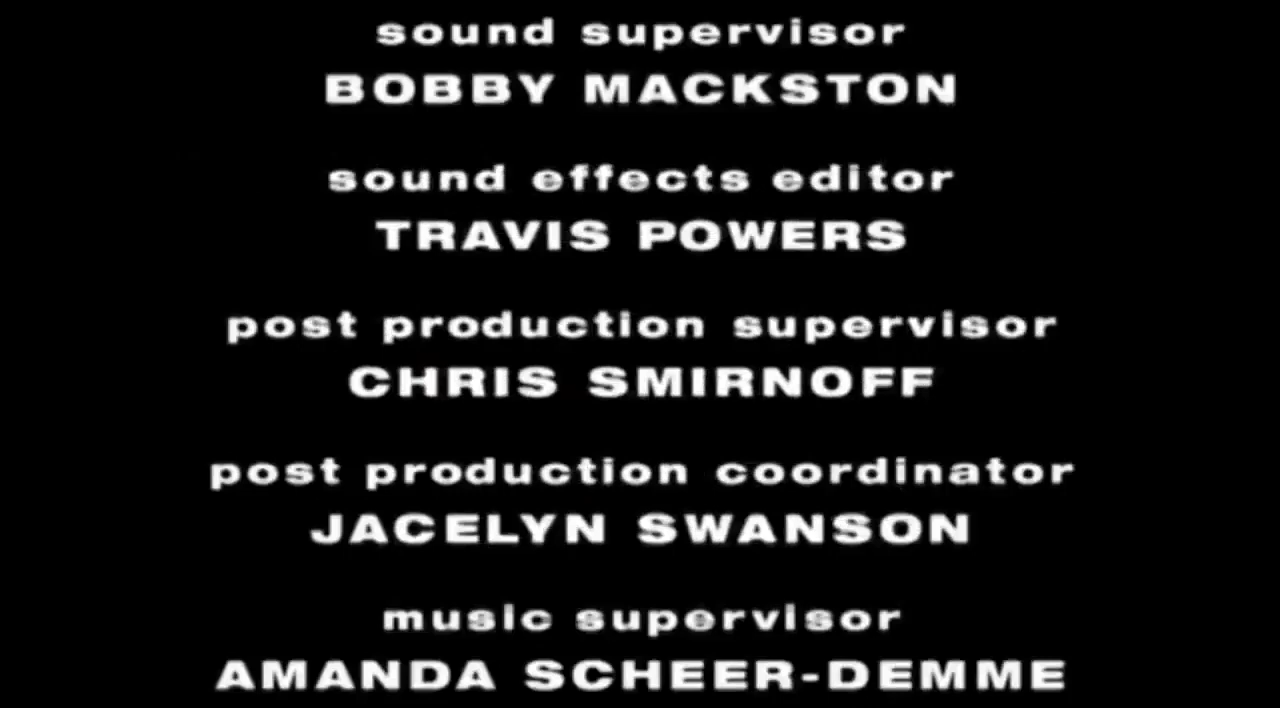 sound supervisor
BOBBY MACKSTON
sound effects editor
TRAVIS POWERS
post production supervisor
CHRIS SMIRNOFF
post production coordinator
JACELYN SWANSON
music supervisor
AMANDA SCHEER-DEMME